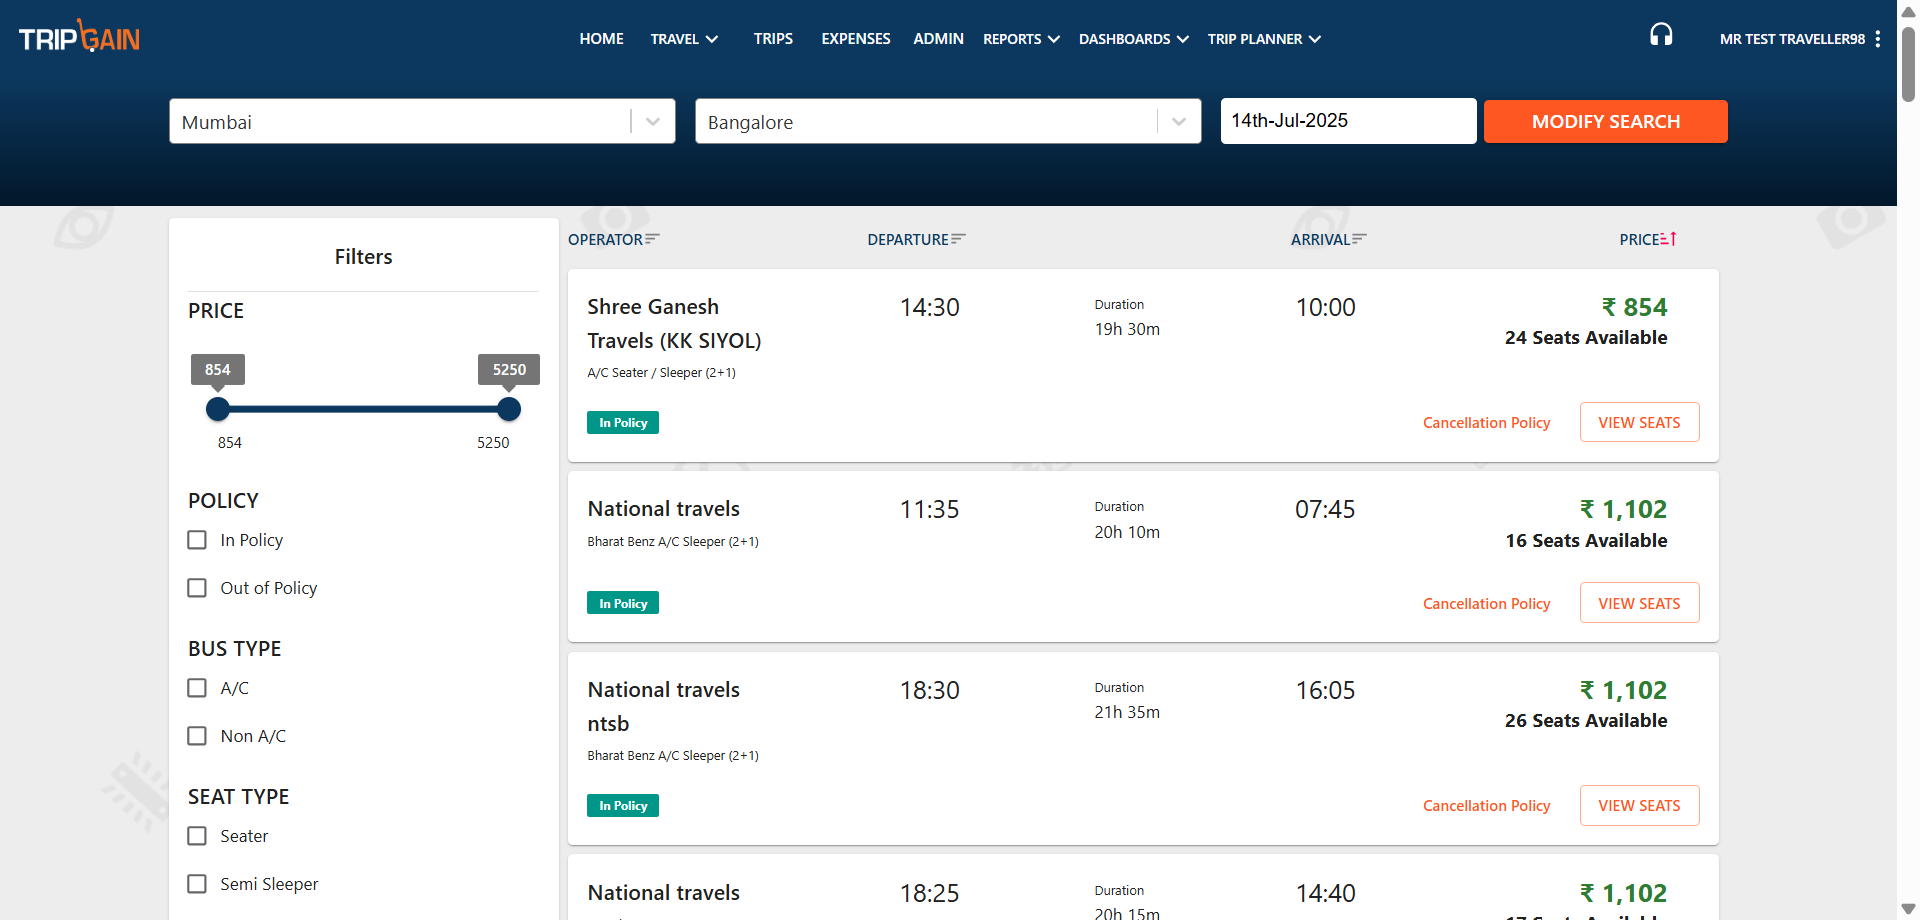 TRIPGAIN
HOME TRAVEL TRIPS EXPENSES ADMIN REPORTS DASHBOARDS TRIP PLANNER
MR TEST TRAVELLER98
Mumbai
Bangalore
14th-Jul-2025
MODIFY SEARCH
Filters
PRICE
854
5250
854
5250
POLICY
In Policy
Out of Policy
BUS TYPE
A/C
Non A/C
SEAT TYPE
Seater
Semi Sleeper
OPERATOR DEPARTURE ARRIVAL PRICE
Shree Ganesh
Travels (KK SIYOL)
A/C Seater / Sleeper (2+1)
In Policy
14:30
Duration
19h 30m
10:00
₹ 854
24 Seats Available
Cancellation Policy
VIEW SEATS
National travels
Bharat Benz A/C Sleeper (2+1)
In Policy
11:35
Duration
20h 10m
07:45
₹ 1,102
16 Seats Available
Cancellation Policy
VIEW SEATS
National travels
ntsb
Bharat Benz A/C Sleeper (2+1)
In Policy
18:30
Duration
21h 35m
16:05
₹ 1,102
26 Seats Available
Cancellation Policy
VIEW SEATS
National travels
18:25
Duration
20h 15m
14:40
₹ 1,102
17 Seats Available